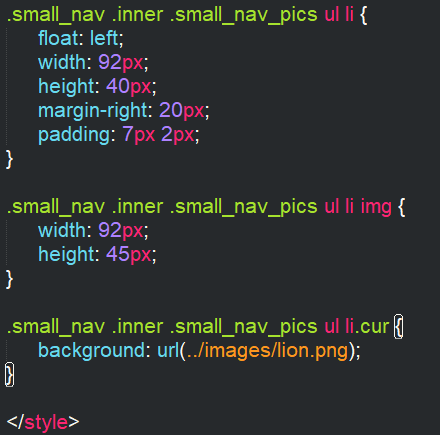 .small_nav .inner .small_nav_pics ul li {
float: left;
width: 92px;
height: 40px;
margin-right: 20px;
padding: 7px 2px;
}
.small_nav .inner .small_nav_pics ul li img {
width: 92px;
height: 45px;
}
.small_nav .inner .small_nav_pics ul li.cur {
background: url(../images/lion.png);
}
</style>